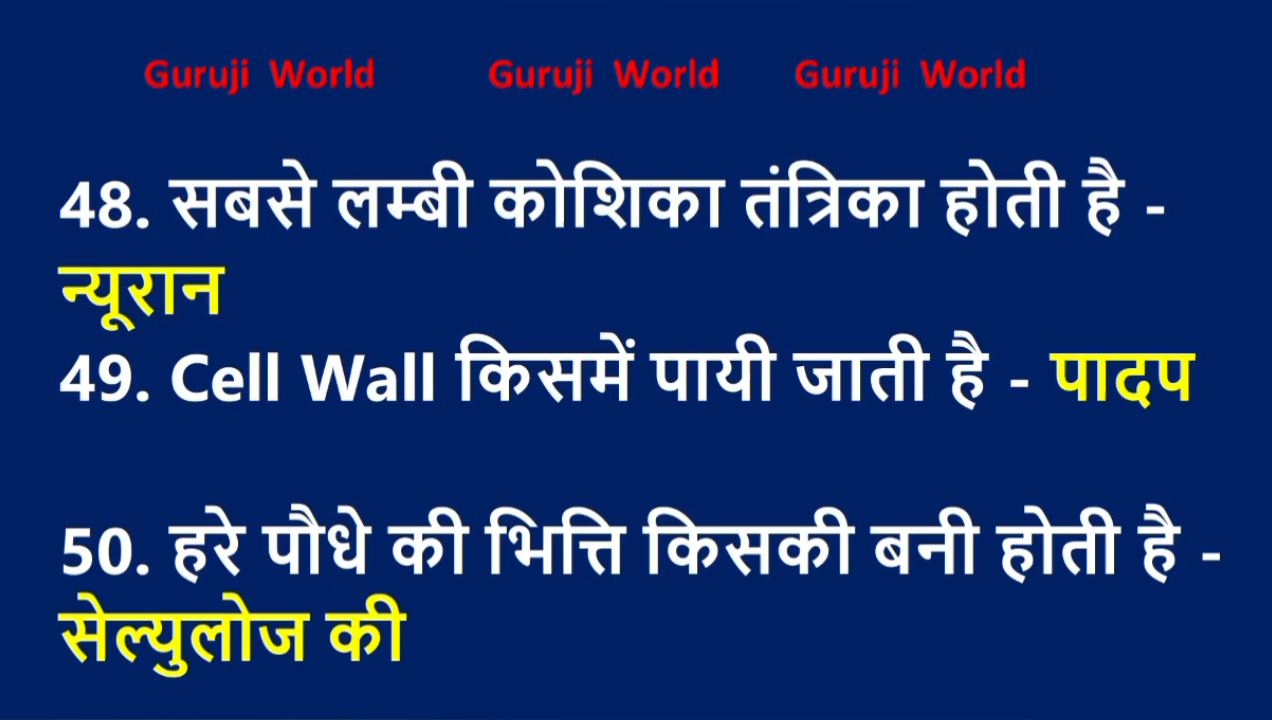 Guruji World Guruji World Guruji World
48. सबसे लम्बी कोशिका तंत्रिका होती है -
न्यूरान
49. Cell Wall किसमें पायी जाती है - पादप
50. हरे पौधे की भित्ति किसकी बनी होती है -
सेल्युलोज की